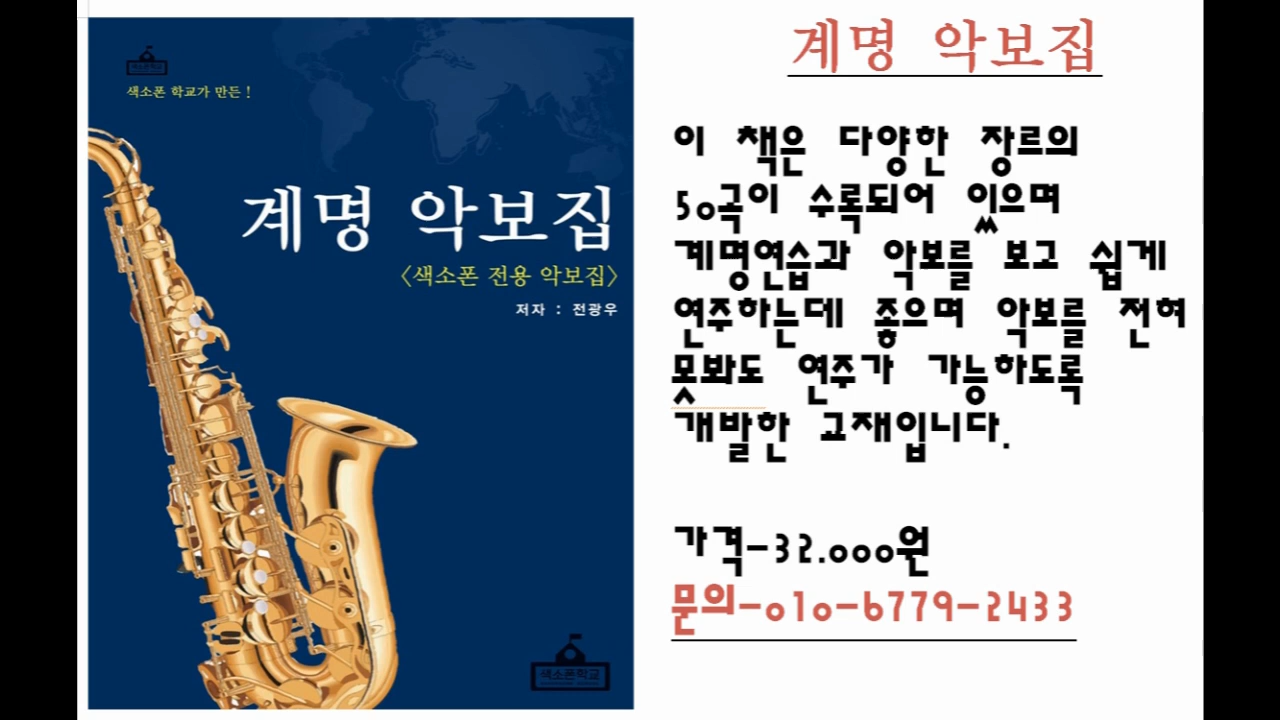 색소폰학교
색소폰 학교가 만든 !
계명 악보집
<색소폰 전용 악보집>
저자 : 전광우
색소폰학교
계명 악보집
이 책은 다양한 장르의
50곡이 수록되어 있으며
계명연습과 악보를 보고 쉽게
연주하는데 좋으며 악보를 전혀
못봐도 연주가 가능하도록
개발한 교재입니다.
가격-32.000원
문의-010-6779-2433